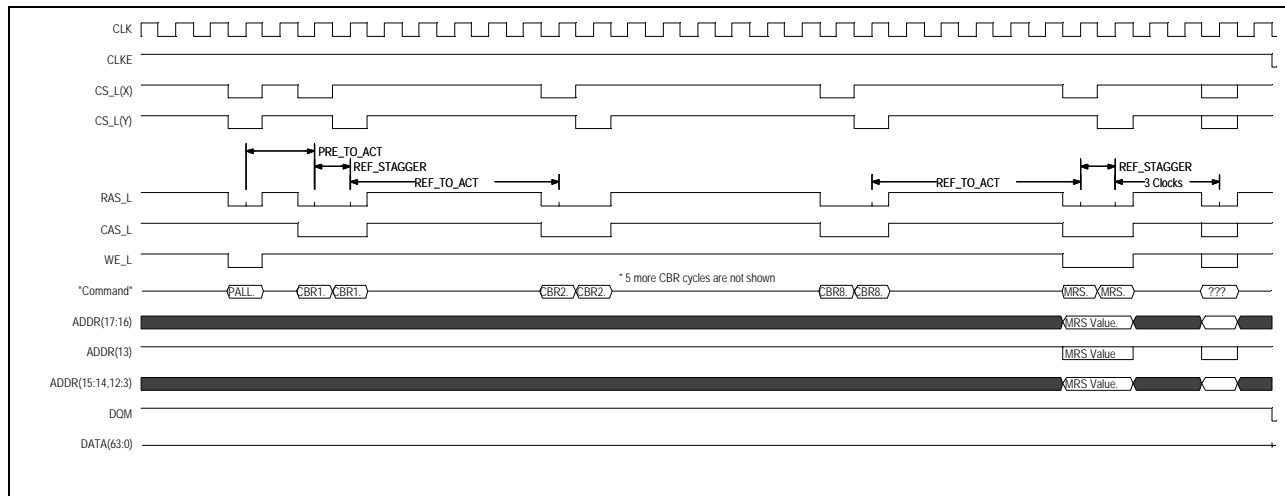 CLK
CLKE
CS_L(X)
CS_L(Y)
PRE_TO_ACT
REF_STAGGER REF_STAGGER
REF_TO_ACT REF_TO_ACT 3 Clocks
RAS_L
CAS_L
WE_L
* 5 more CBR cycles are not shown
"Command" PALL. CBR1. CBR1. CBR2. CBR2. CBR8. CBR8. MRS. MRS. ???
ADDR(17:16) MRS Value.
ADDR(13) MRS Value
ADDR(15:14,12:3) MRS Value.
DQM
DATA(63:0)